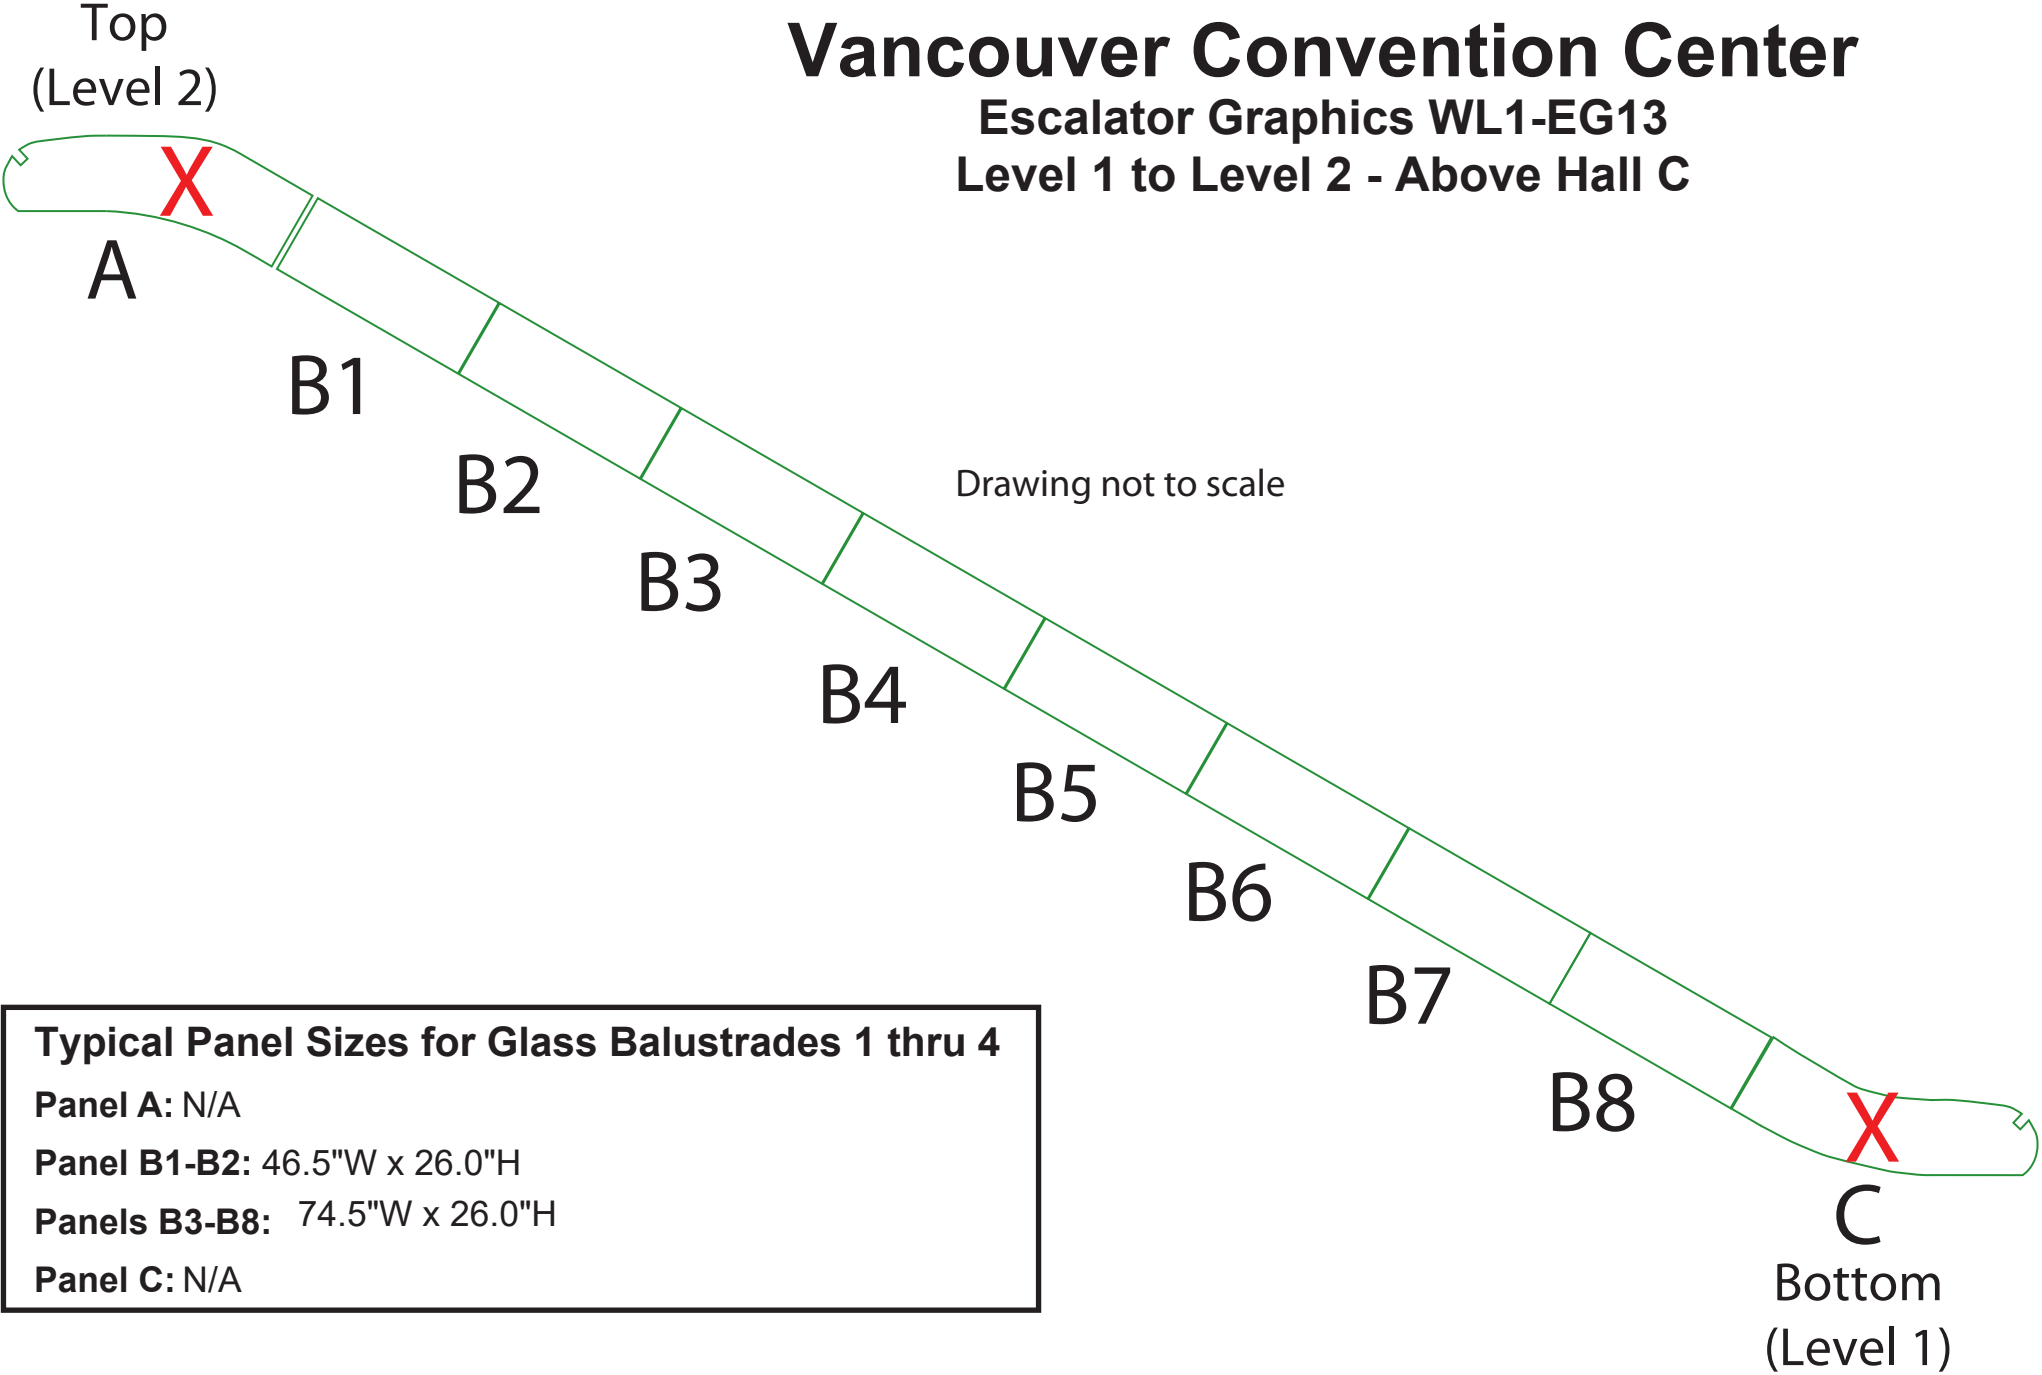 Top
(Level 2)
Vancouver Convention Center
Escalator Graphics WL1-EG13
Level 1 to Level 2 - Above Hall C
X
A
B1
B2
Drawing not to scale
B3
B4
B5
B6
B7
B8
Typical Panel Sizes for Glass Balustrades 1 thru 4
Panel A: N/A
Panel B1-B2: 46.5"W x 26.0"H
Panels B3-B8: 74.5"W x 26.0"H
Panel C: N/A
X
C
Bottom
(Level 1)